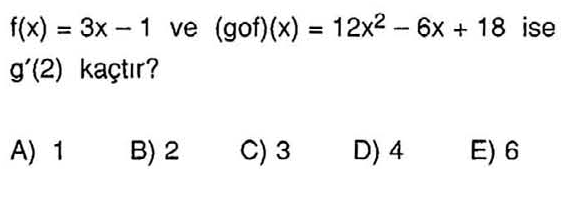 f(x) = 3x – 1 ve (gof)(x) = 12x² – 6x + 18 ise
g′(2) kaçtır?
A) 1 B) 2 C) 3 D) 4 E) 6